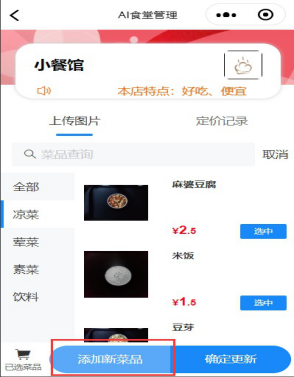 AI食堂管理
小餐馆
本店特点：好吃、便宜
上传图片 定价记录
菜品查询 取消
全部
凉菜
荤菜
素菜
饮料
麻婆豆腐
¥2.5 选中
米饭
¥1.5 选中
豆芽
已选菜品
添加新菜品 确定更新